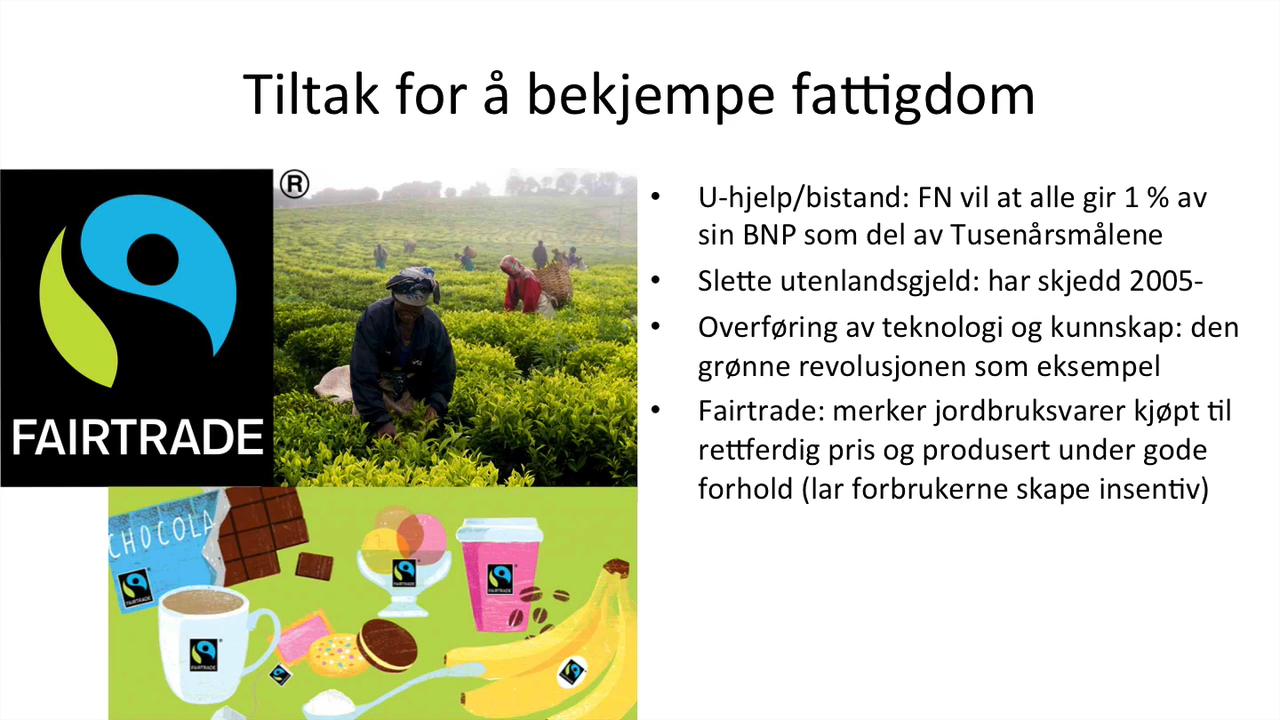 Tiltak for å bekjempe fattigdom
®
FAIRTRADE
• U-hjelp/bistand: FN vil at alle gir 1 % av
sin BNP som del av Tusenårsmålene
• Slette utenlandsgjeld: har skjedd 2005-
• Overføring av teknologi og kunnskap: den
grønne revolusjonen som eksempel
• Fairtrade: merker jordbruksvarer kjøpt til
rettferdig pris og produsert under gode
forhold (lar forbrukerne skape insentiv)
CHOCOLA
FAIRTRADE
FAIRTRADE
FAIRTRADE
FAIRTRADE